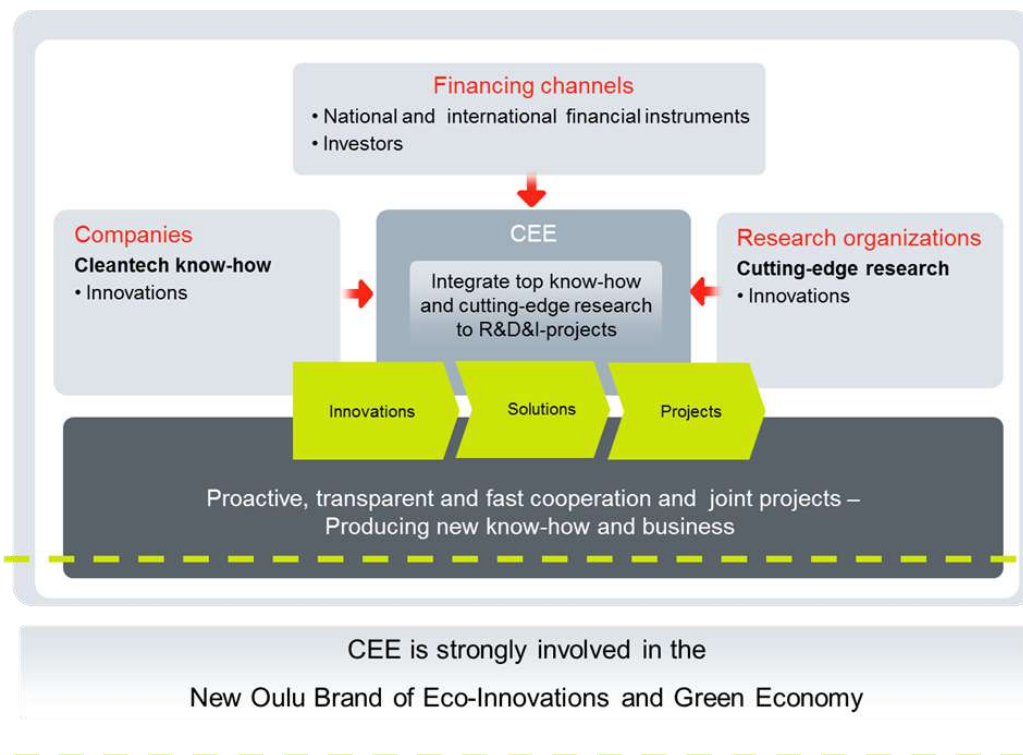 Financing channels
• National and international financial instruments
• Investors
Companies
Cleantech know-how
• Innovations
CEE
Integrate top know-how
and cutting-edge research
to R&D&I-projects
Research organizations
Cutting-edge research
• Innovations
Innovations
Solutions
Projects
Proactive, transparent and fast cooperation and joint projects –
Producing new know-how and business
CEE is strongly involved in the
New Oulu Brand of Eco-Innovations and Green Economy